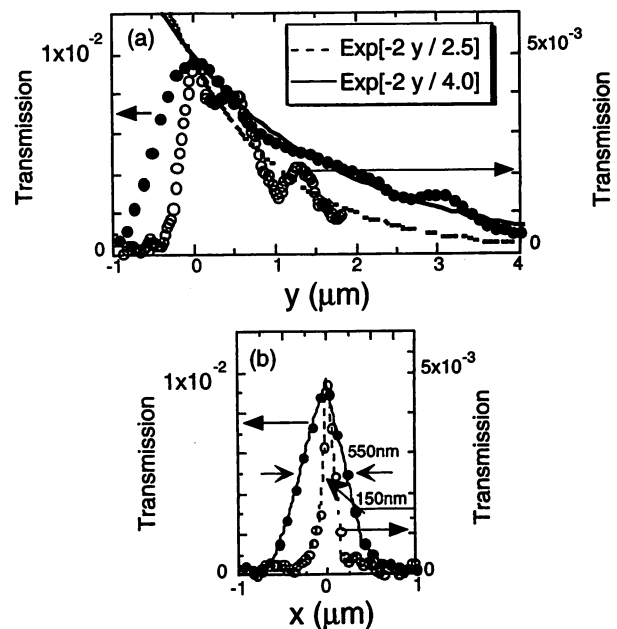 (a)
Exp[-2 y / 2.5]
Exp[-2 y / 4.0]
1x10⁻²
5x10⁻³
Transmission
Transmission
0
0
-1 0 1 2 3 4
y (μm)
(b)
1x10⁻²
5x10⁻³
Transmission
Transmission
550nm
150nm
0
0
-1 0 1
x (μm)